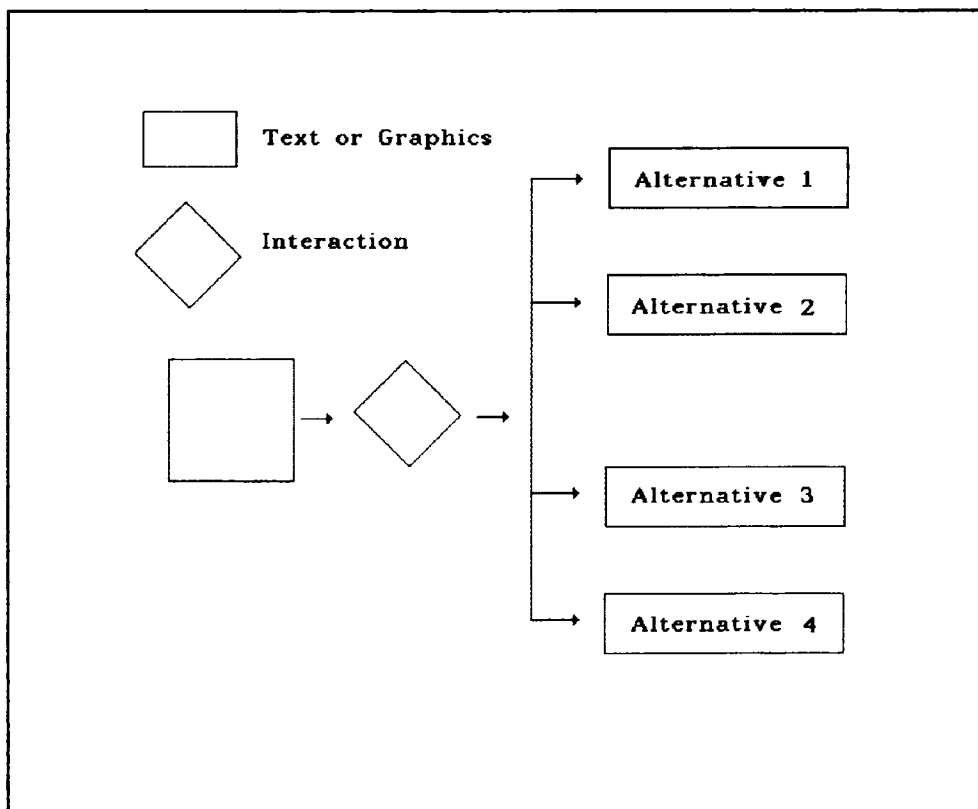 Text or Graphics
Interaction
Alternative 1
Alternative 2
Alternative 3
Alternative 4